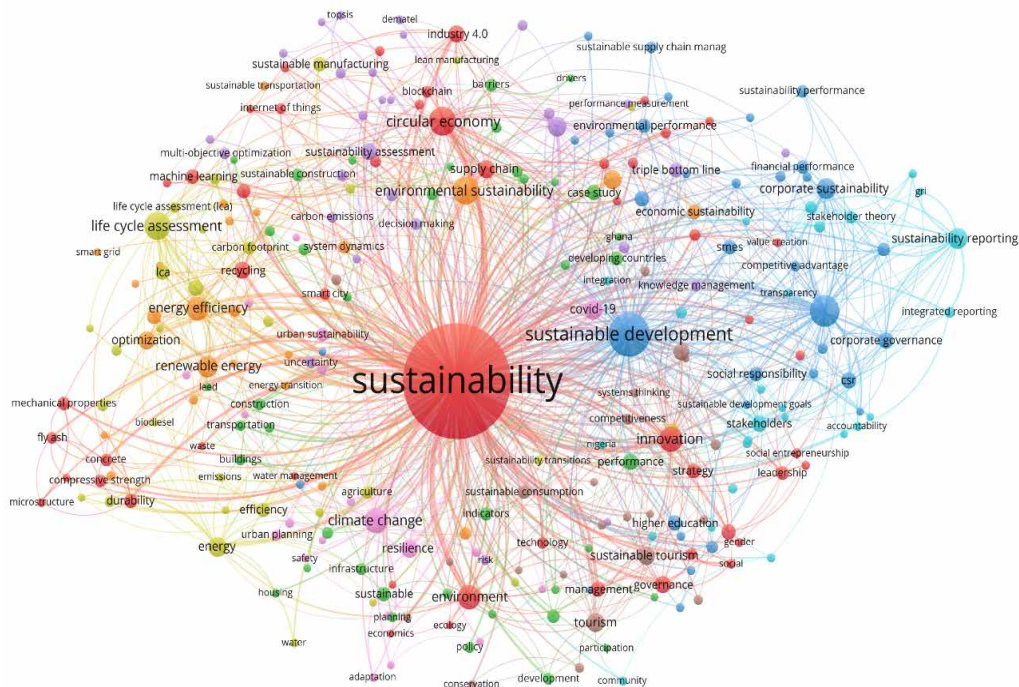 topsis
dematel
industry 4.0
sustainable supply chain manag
lean manufacturing
sustainable manufacturing
sustainable transportation
blockchain
barriers
drivers
sustainability performance
internet of things
performance measurement
circular economy
environmental performance
multi-objective optimization
sustainability assessment
machine learning
sustainable construction
supply chain
triple bottom line
financial performance
environmental sustainability
case study
corporate sustainability
gri
life cycle assessment (lca)
carbon emissions
economic sustainability
stakeholder theory
life cycle assessment
decision making
ghana
smes
value creation
sustainability reporting
smart grid
carbon footprint
system dynamics
developing countries
lca
recycling
integration
competitive advantage
smart city
knowledge management
transparency
energy efficiency
covid-19
integrated reporting
urban sustainability
sustainable development
optimization
corporate governance
renewable energy
uncertainty
social responsibility
sustainability
csr
lead
energy transition
systems thinking
mechanical properties
construction
sustainable development goals
biodiesel
transportation
competitiveness
stakeholders
accountability
fly ash
waste
nigeria
innovation
concrete
buildings
sustainability transitions
performance
social entrepreneurship
compressive strength
emissions
water management
strategy
leadership
microstructure
durability
agriculture
sustainable consumption
efficiency
indicators
climate change
higher education
urban planning
energy
resilience
technology
gender
safety
risk
sustainable tourism
social
infrastructure
housing
sustainable
environment
management
governance
planning
ecology
tourism
economics
water
policy
participation
adaptation
conservation
development
community